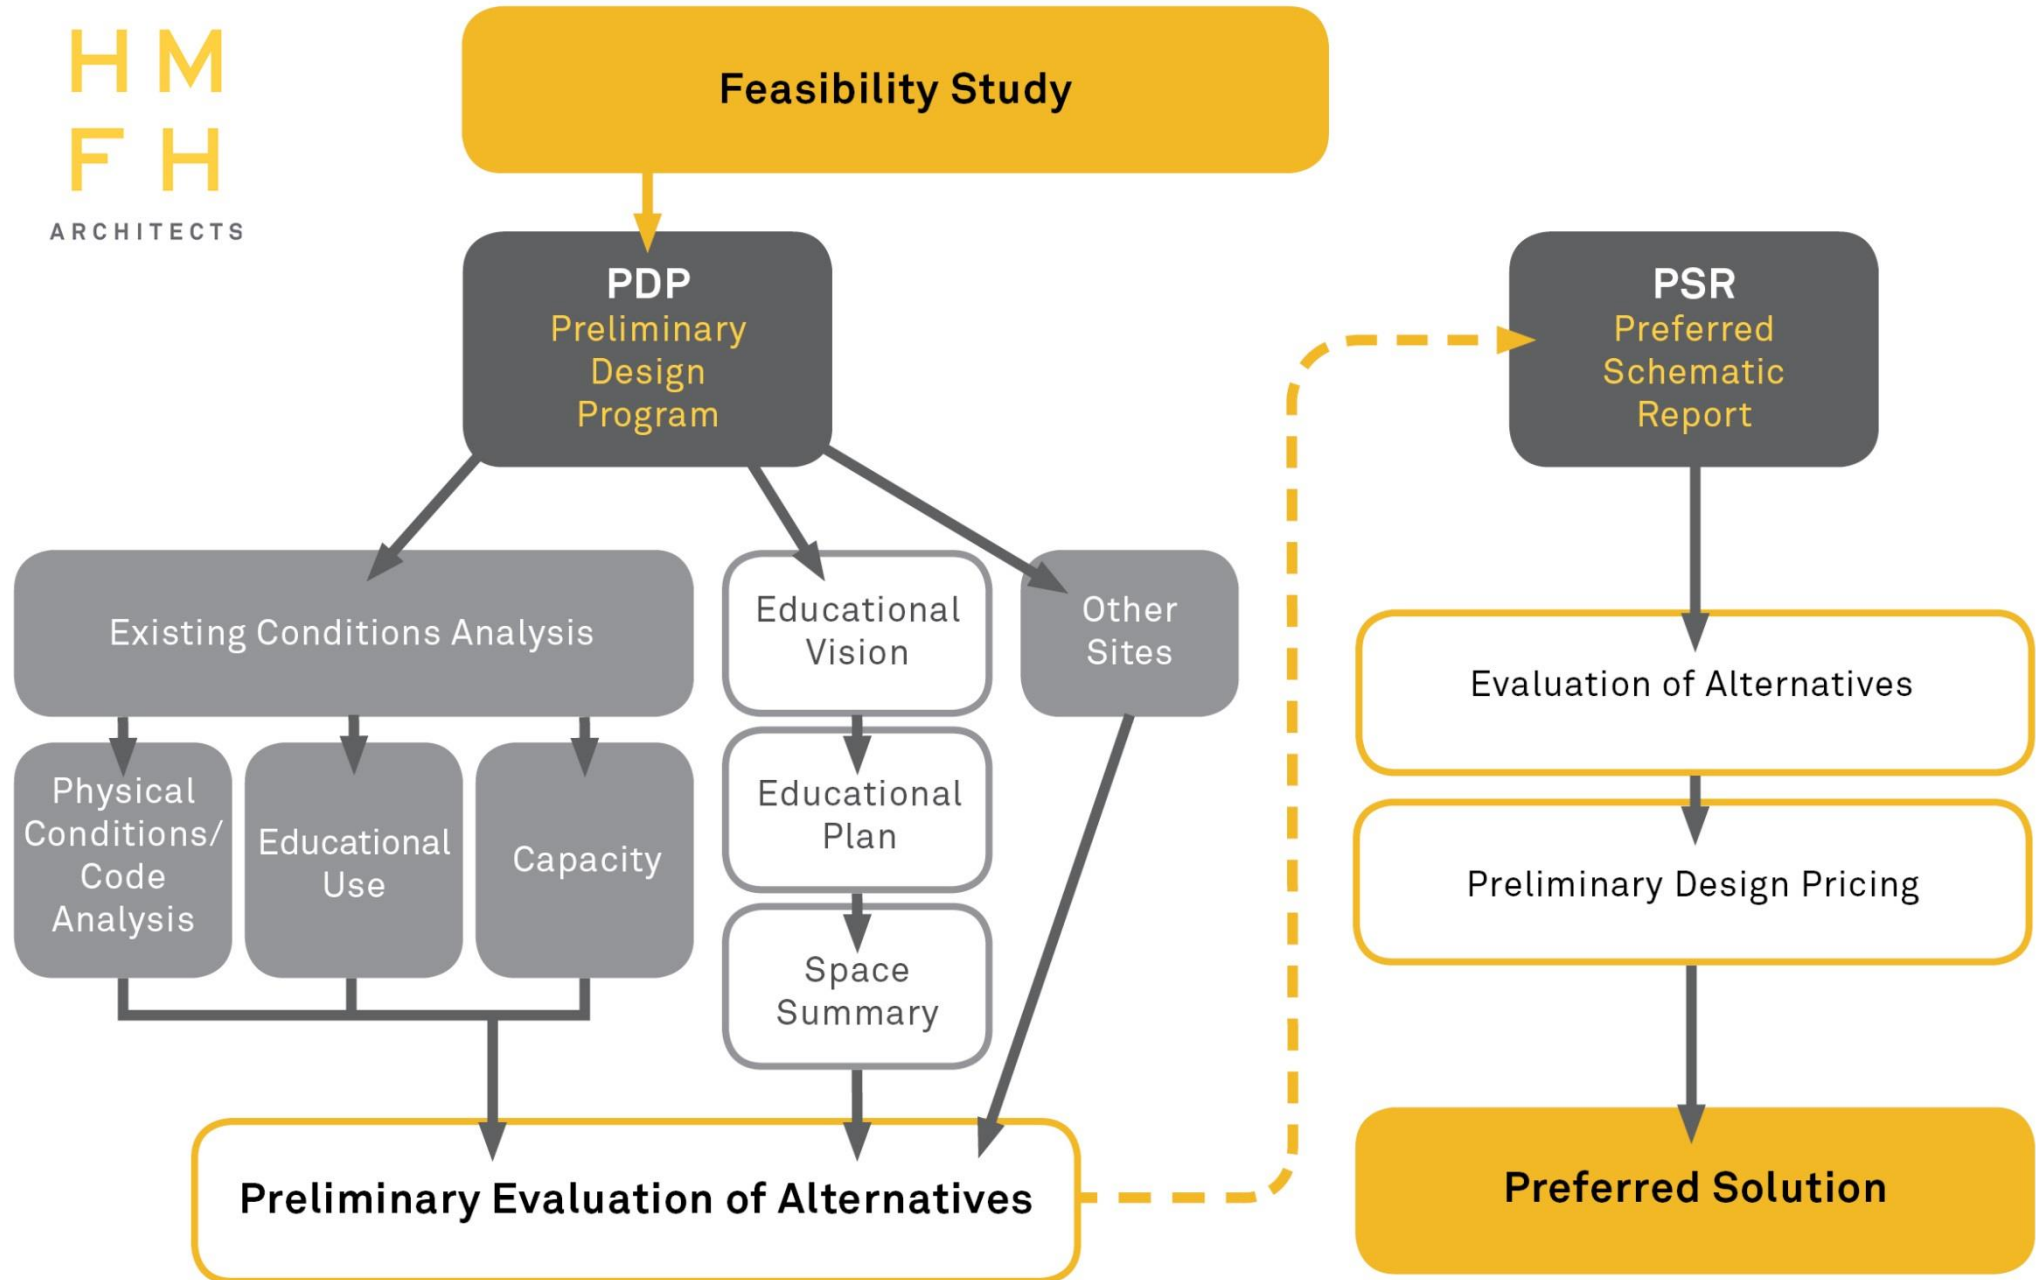 H M
F H
ARCHITECTS
Feasibility Study
PDP
Preliminary
Design
Program
PSR
Preferred
Schematic
Report
Existing Conditions Analysis
Educational
Vision
Other
Sites
Physical
Conditions/
Code
Analysis
Educational
Use
Capacity
Educational
Plan
Space
Summary
Preliminary Evaluation of Alternatives
Evaluation of Alternatives
Preliminary Design Pricing
Preferred Solution